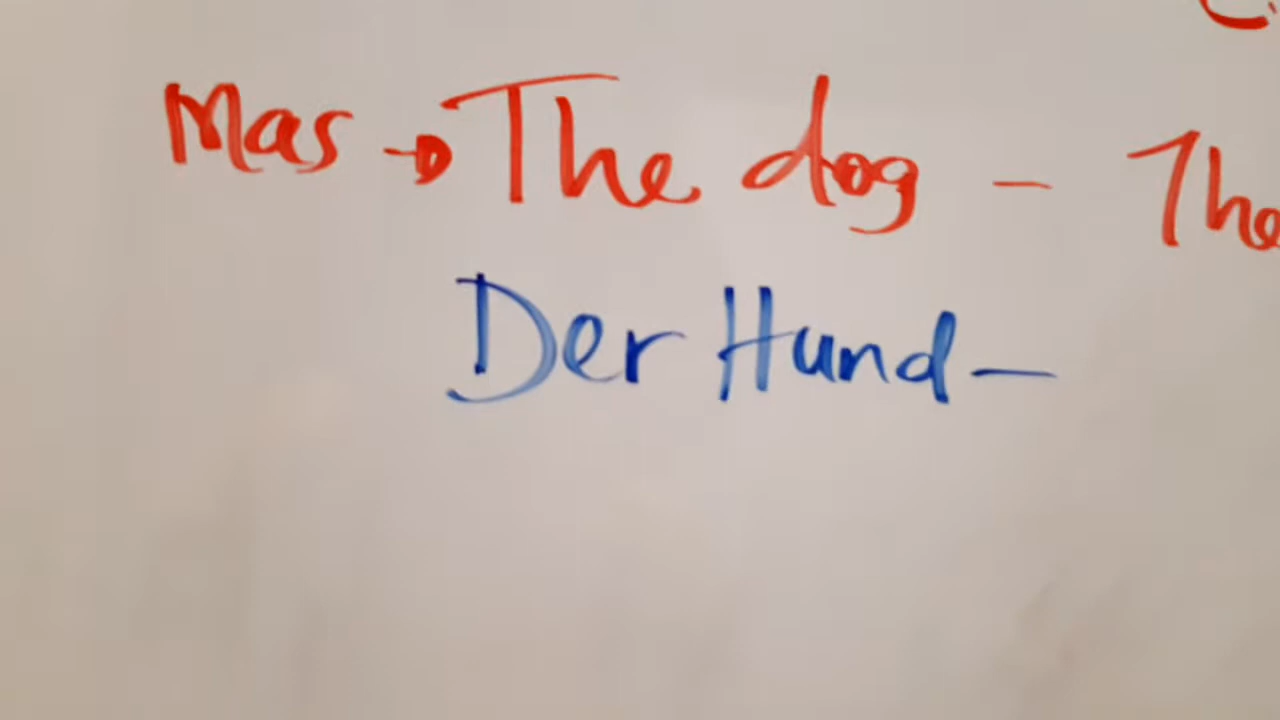 Mas → The dog - The
Der Hund -